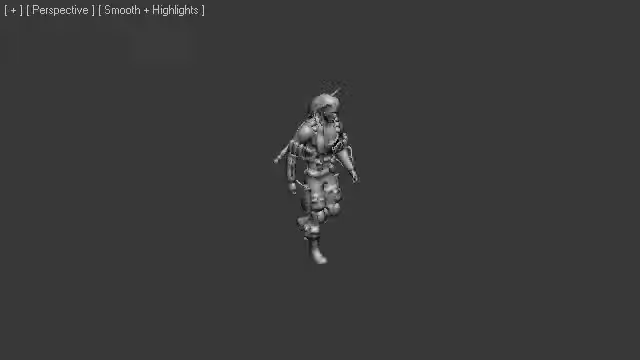 [ + ] [ Perspective ] [ Smooth + Highlights ]